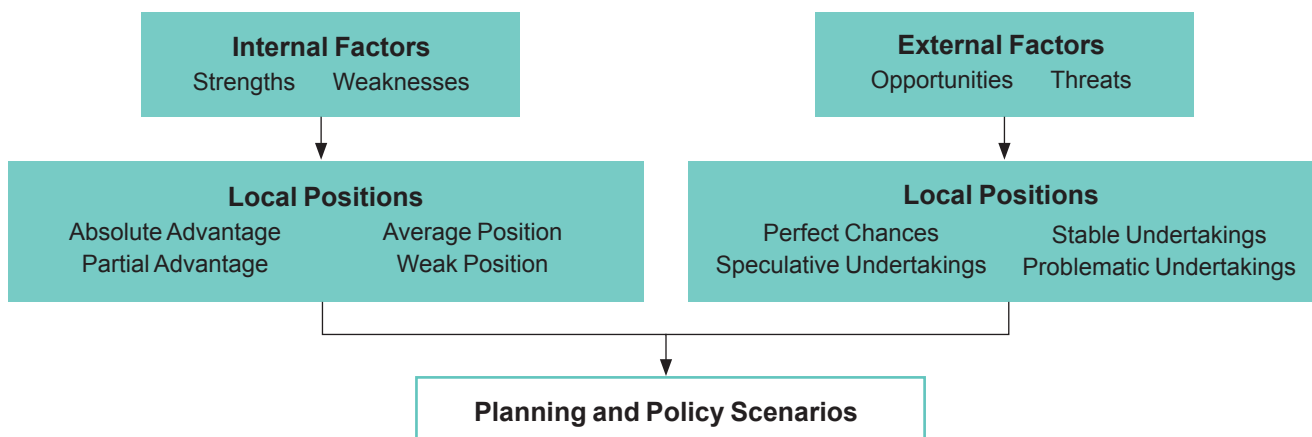 Internal Factors
Strengths Weaknesses
External Factors
Opportunities Threats
Local Positions
Absolute Advantage Average Position
Partial Advantage Weak Position
Local Positions
Perfect Chances Stable Undertakings
Speculative Undertakings Problematic Undertakings
Planning and Policy Scenarios